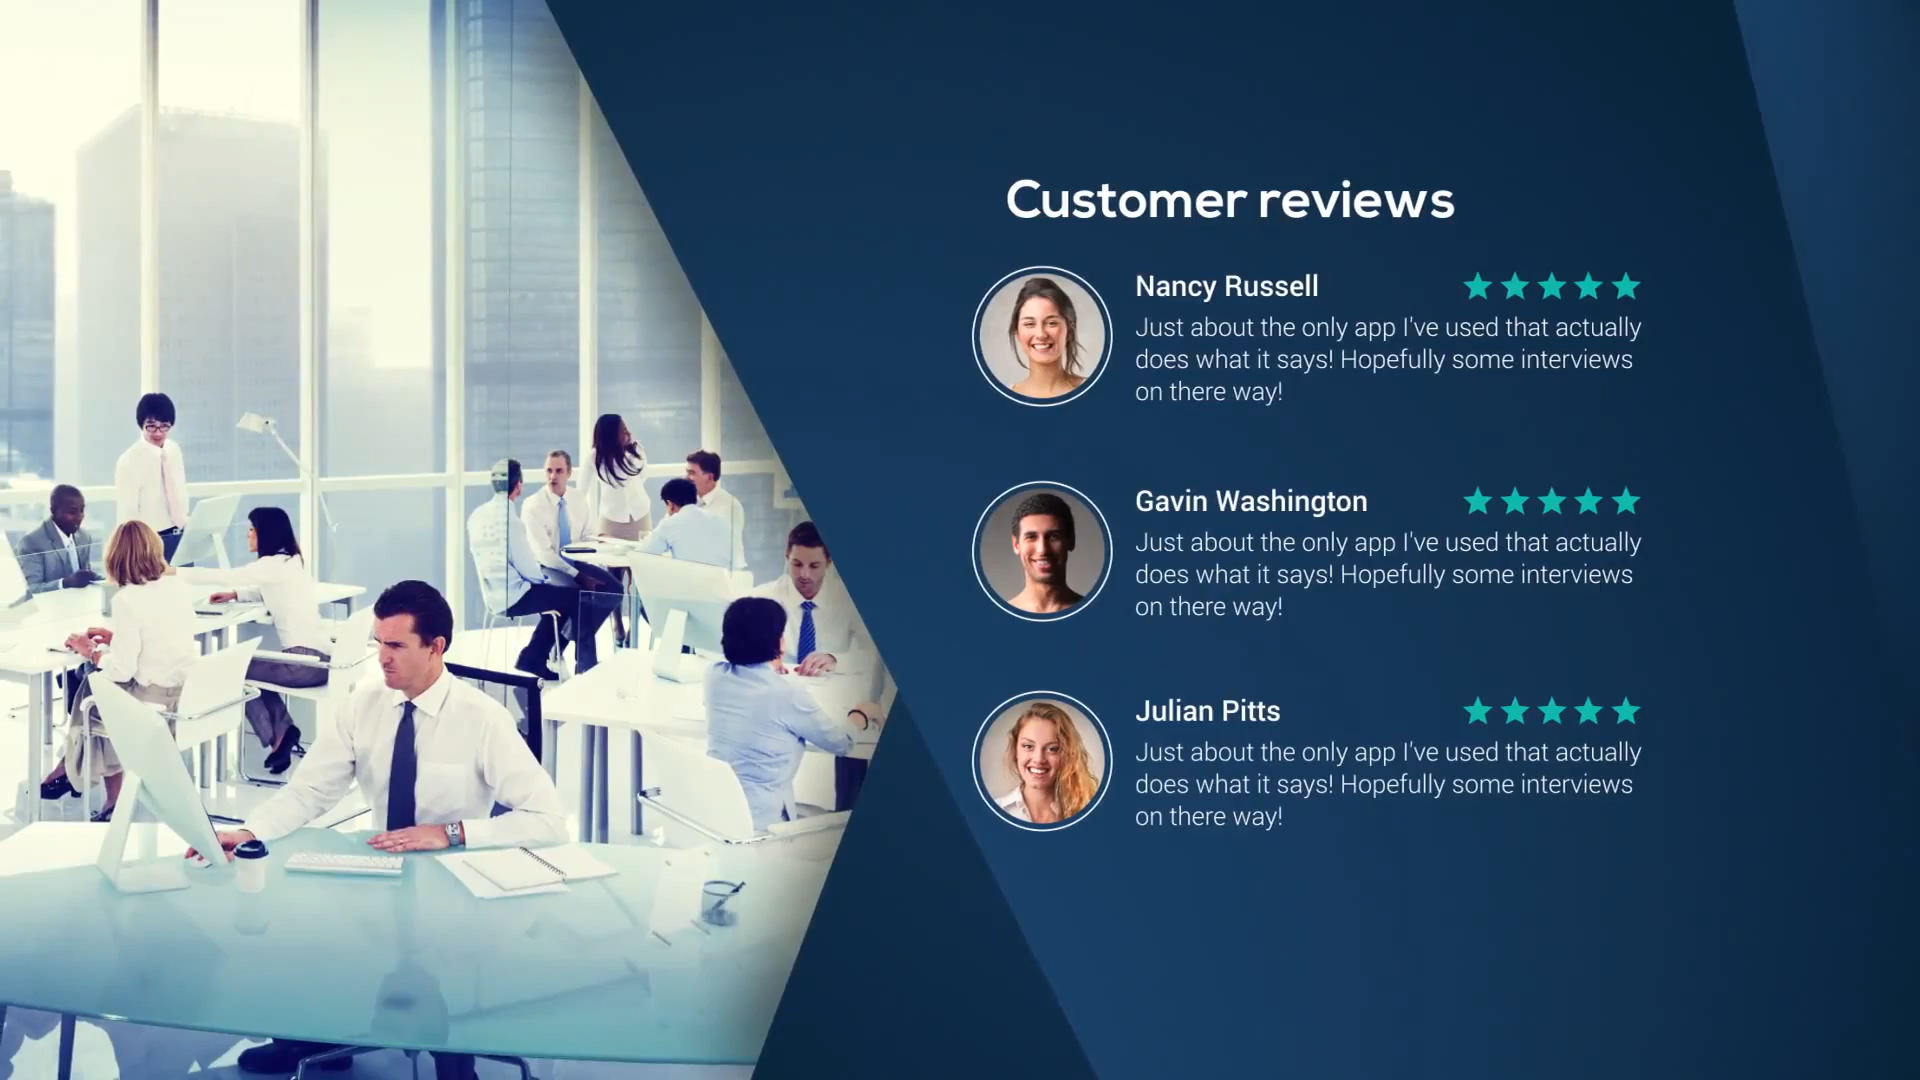 Customer reviews
Nancy Russell
Just about the only app I've used that actually
does what it says! Hopefully some interviews
on there way!
Gavin Washington
Just about the only app I've used that actually
does what it says! Hopefully some interviews
on there way!
Julian Pitts
Just about the only app I've used that actually
does what it says! Hopefully some interviews
on there way!